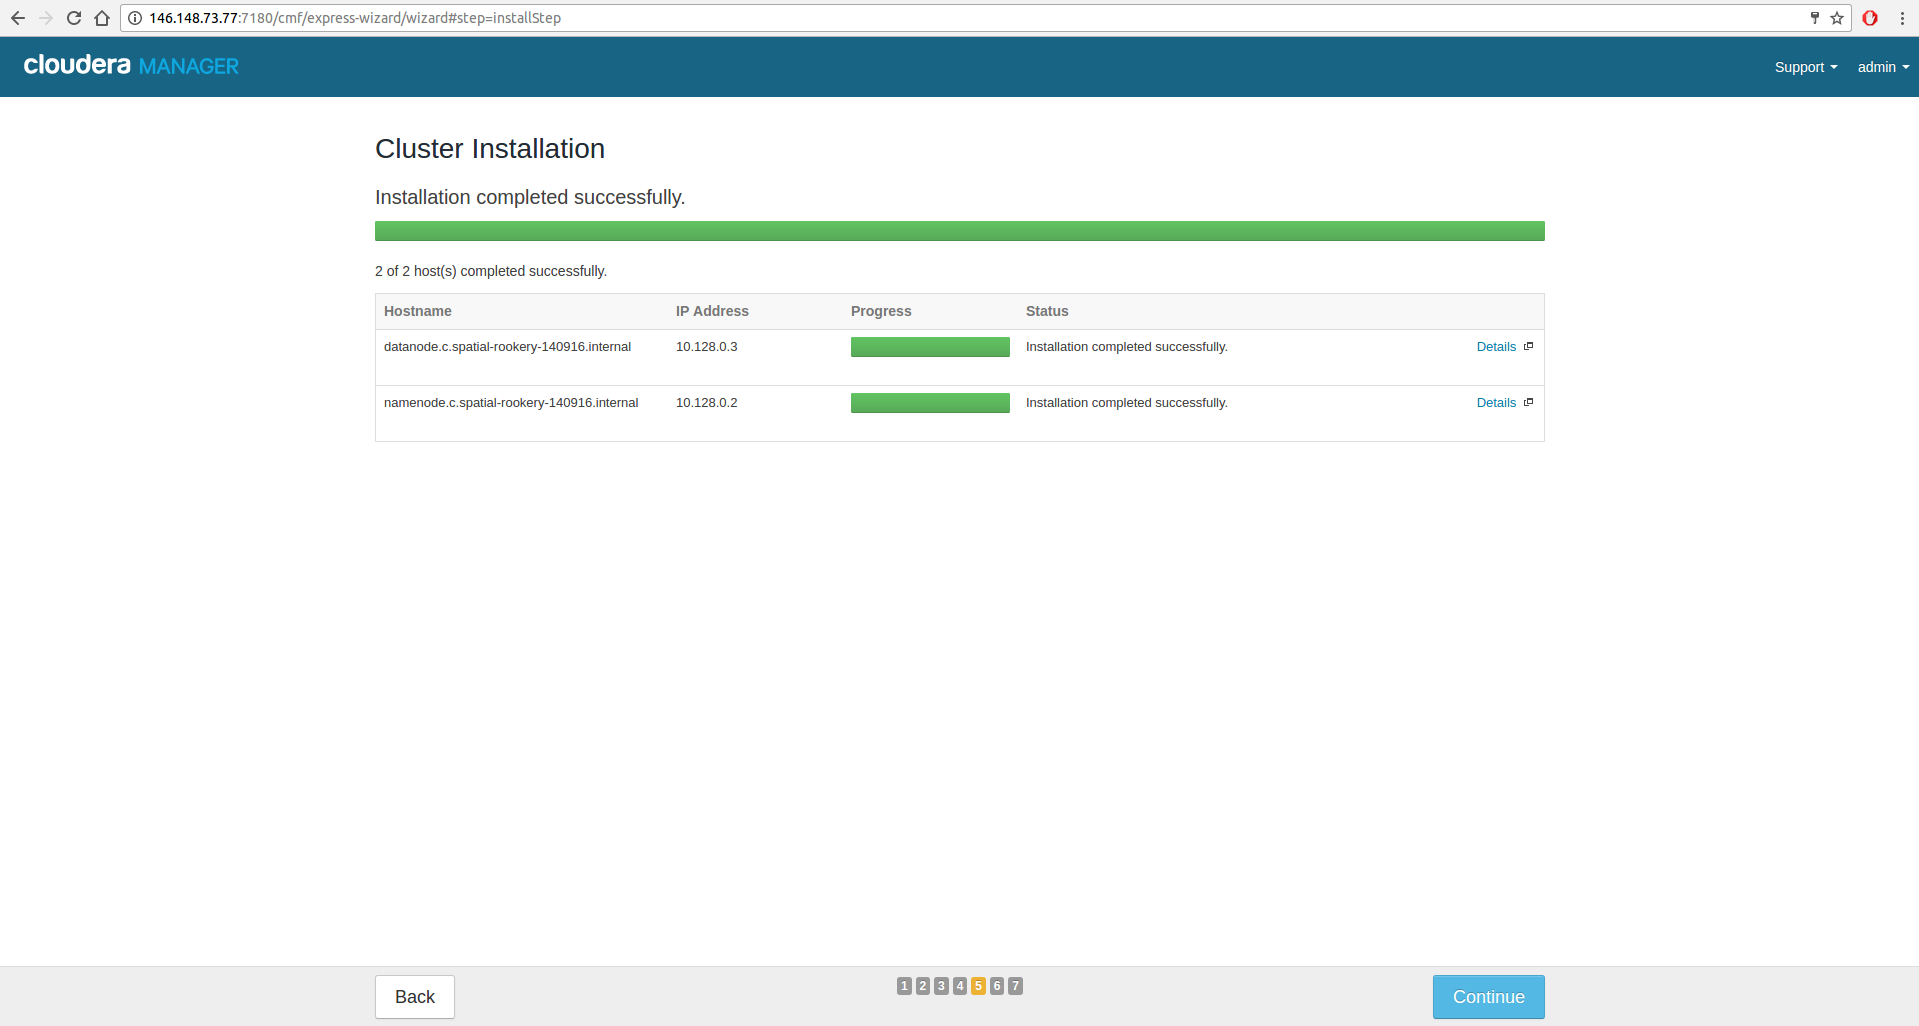 146.148.73.77:7180/cmf/express-wizard/wizard#step=installStep
cloudera MANAGER
Support admin
Cluster Installation
Installation completed successfully.
2 of 2 host(s) completed successfully.
Hostname IP Address Progress Status
datanode.c.spatial-rookery-140916.internal 10.128.0.3 Installation completed successfully. Details
namenode.c.spatial-rookery-140916.internal 10.128.0.2 Installation completed successfully. Details
Back 1 2 3 4 5 6 7 Continue